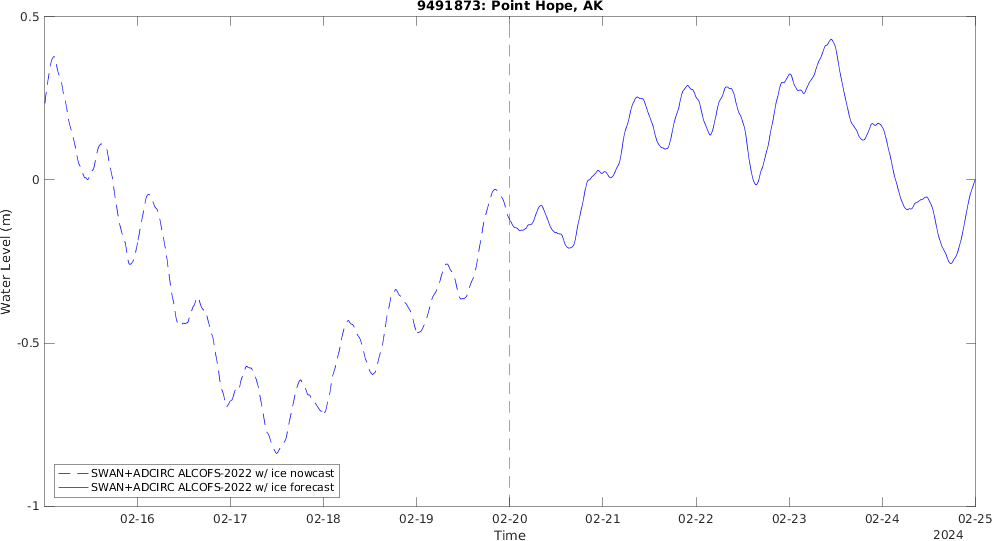 9491873: Point Hope, AK
0.5
0
-0.5
-1
Water Level (m)
SWAN+ADCIRC ALCOFS-2022 w/ ice nowcast
SWAN+ADCIRC ALCOFS-2022 w/ ice forecast
02-16 02-17 02-18 02-19 02-20 02-21 02-22 02-23 02-24 02-25
Time
2024